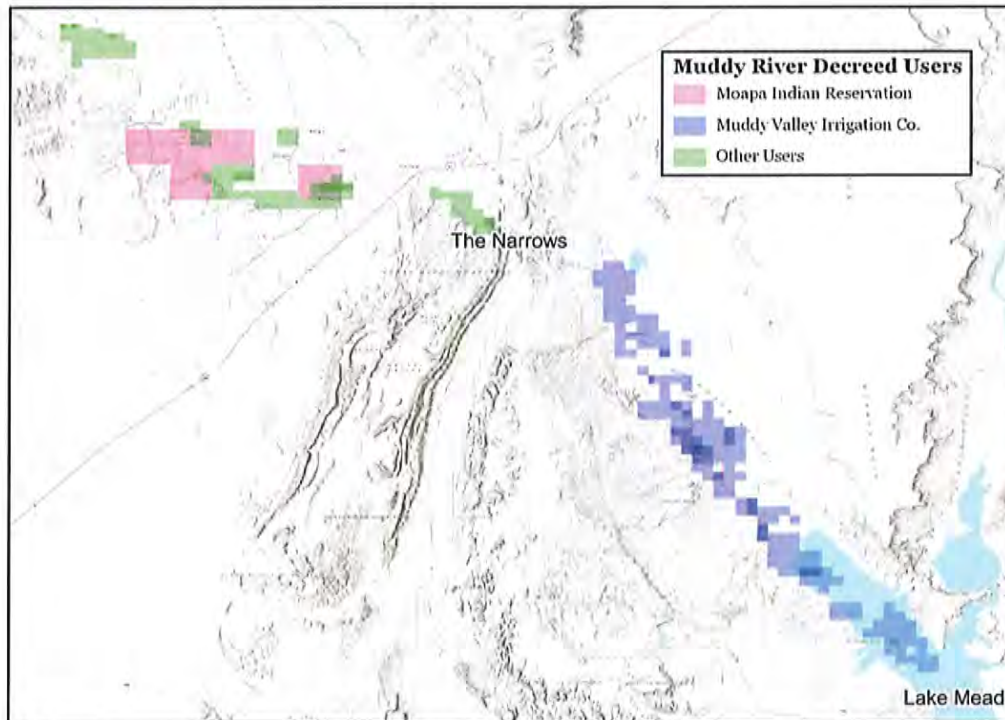 Muddy River Decreed Users
Moapa Indian Reservation
Muddy Valley Irrigation Co.
Other Users
The Narrows
Lake Mead